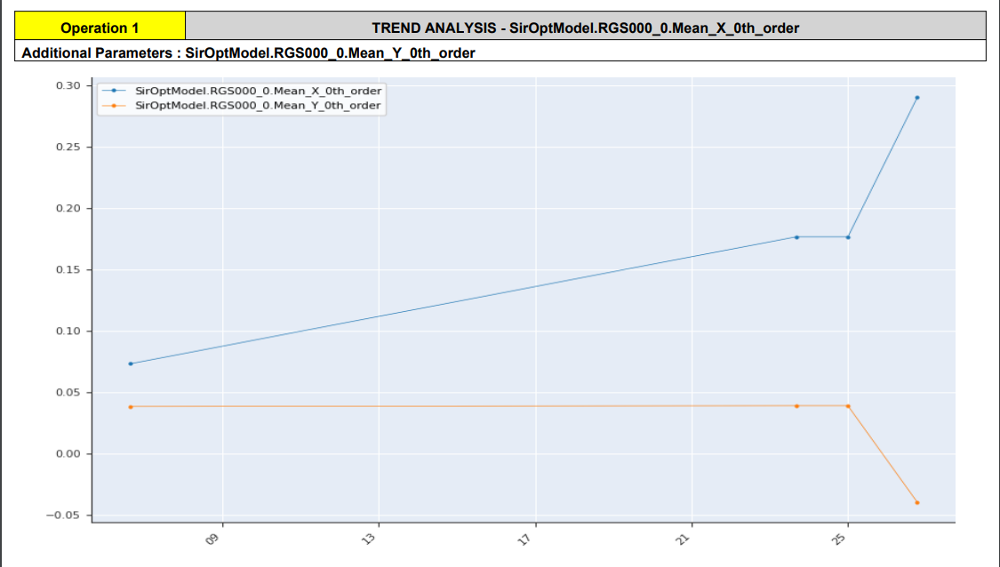 Operation 1
TREND ANALYSIS - SirOptModel.RGS000_0.Mean_X_0th_order
Additional Parameters : SirOptModel.RGS000_0.Mean_Y_0th_order
SirOptModel.RGS000_0.Mean_X_0th_order
SirOptModel.RGS000_0.Mean_Y_0th_order
0.30
0.25
0.20
0.15
0.10
0.05
0.00
−0.05
09
13
17
21
25